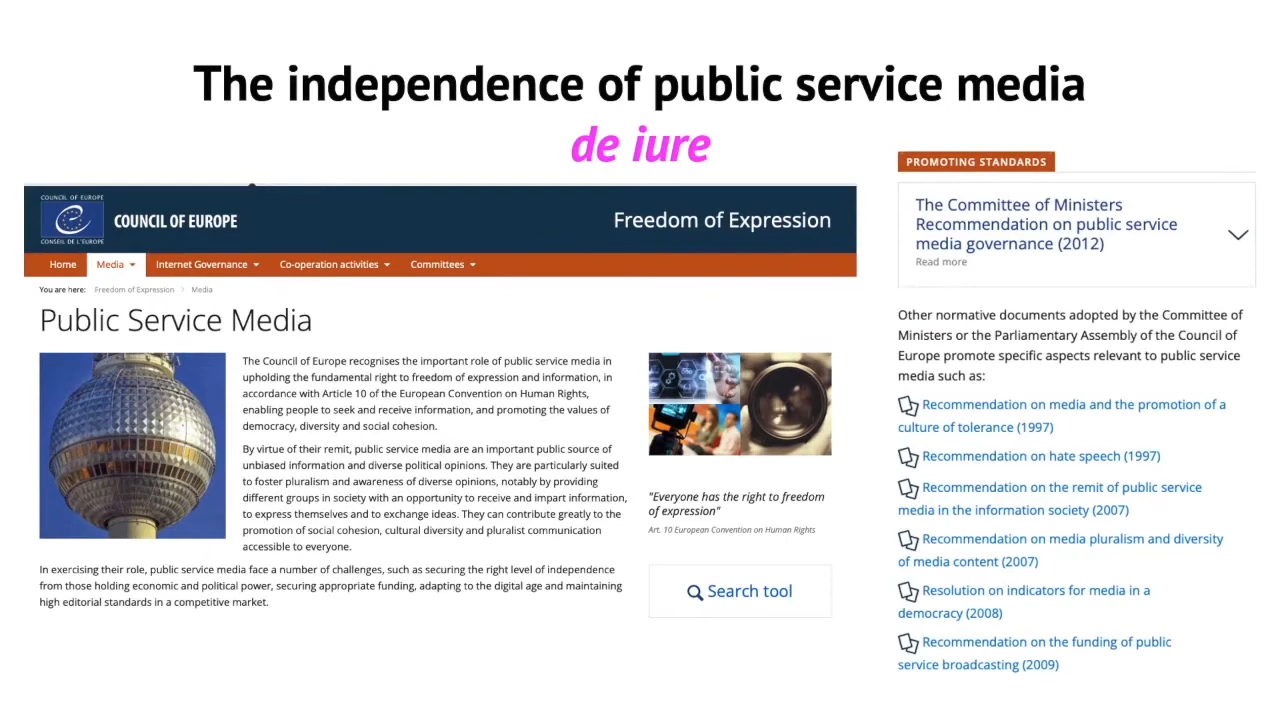 The independence of public service media
de iure
COUNCIL OF EUROPE
CONSEIL DE L'EUROPE
COUNCIL OF EUROPE
Freedom of Expression
Home
Media
Internet Governance
Co-operation activities
Committees
You are here: Freedom of Expression > Media
Public Service Media
The Council of Europe recognises the important role of public service media in
upholding the fundamental right to freedom of expression and information, in
accordance with Article 10 of the European Convention on Human Rights,
enabling people to seek and receive information, and promoting the values of
democracy, diversity and social cohesion.
By virtue of their remit, public service media are an important public source of
unbiased information and diverse political opinions. They are particularly suited
to foster pluralism and awareness of diverse opinions, notably by providing
different groups in society with an opportunity to receive and impart information,
to express themselves and to exchange ideas. They can contribute greatly to the
promotion of social cohesion, cultural diversity and pluralist communication
accessible to everyone.
In exercising their role, public service media face a number of challenges, such as securing the right level of independence
from those holding economic and political power, securing appropriate funding, adapting to the digital age and maintaining
high editorial standards in a competitive market.
"Everyone has the right to freedom
of expression"
Art. 10 European Convention on Human Rights
Search tool
PROMOTING STANDARDS
The Committee of Ministers
Recommendation on public service
media governance (2012)
Read more
Other normative documents adopted by the Committee of
Ministers or the Parliamentary Assembly of the Council of
Europe promote specific aspects relevant to public service
media such as:
Recommendation on media and the promotion of a
culture of tolerance (1997)
Recommendation on hate speech (1997)
Recommendation on the remit of public service
media in the information society (2007)
Recommendation on media pluralism and diversity
of media content (2007)
Resolution on indicators for media in a
democracy (2008)
Recommendation on the funding of public
service broadcasting (2009)